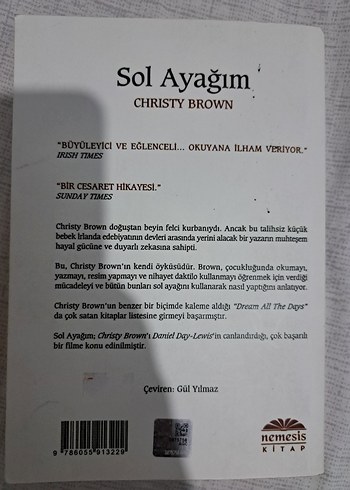 Sol Ayağım
CHRISTY BROWN
"BÜYÜLEYİCİ VE EĞLENCELİ... OKUYANA İLHAM VERİYOR."
IRISH TIMES
"BİR CESARET HİKAYESİ."
SUNDAY TIMES
Christy Brown doğuştan beyin felci kurbanıydı. Ancak bu talihsiz küçük
bebek İrlanda edebiyatının devleri arasında yerini alacak bir yazarın muhteşem
hayal gücüne ve duyarlı zekasına sahipti.
Bu, Christy Brown'ın kendi öyküsüdür. Brown, çocukluğunda okumayı,
yazmayı, resim yapmayı ve nihayet daktilo kullanmayı öğrenmek için verdiği
mücadeleyi ve bütün bunları sol ayağını kullanarak nasıl yaptığını anlatıyor.
Christy Brown'un benzer bir biçimde kaleme aldığı "Dream All The Days"
da çok satan kitaplar listesine girmeyi başarmıştır.
Sol Ayağım; Christy Brown'ı Daniel Day-Lewis'in canlandırdığı, çok başarılı
bir filme konu edinilmiştir.
Çeviren: Gül Yılmaz
9 786055 913229
nemesis
KİTAP